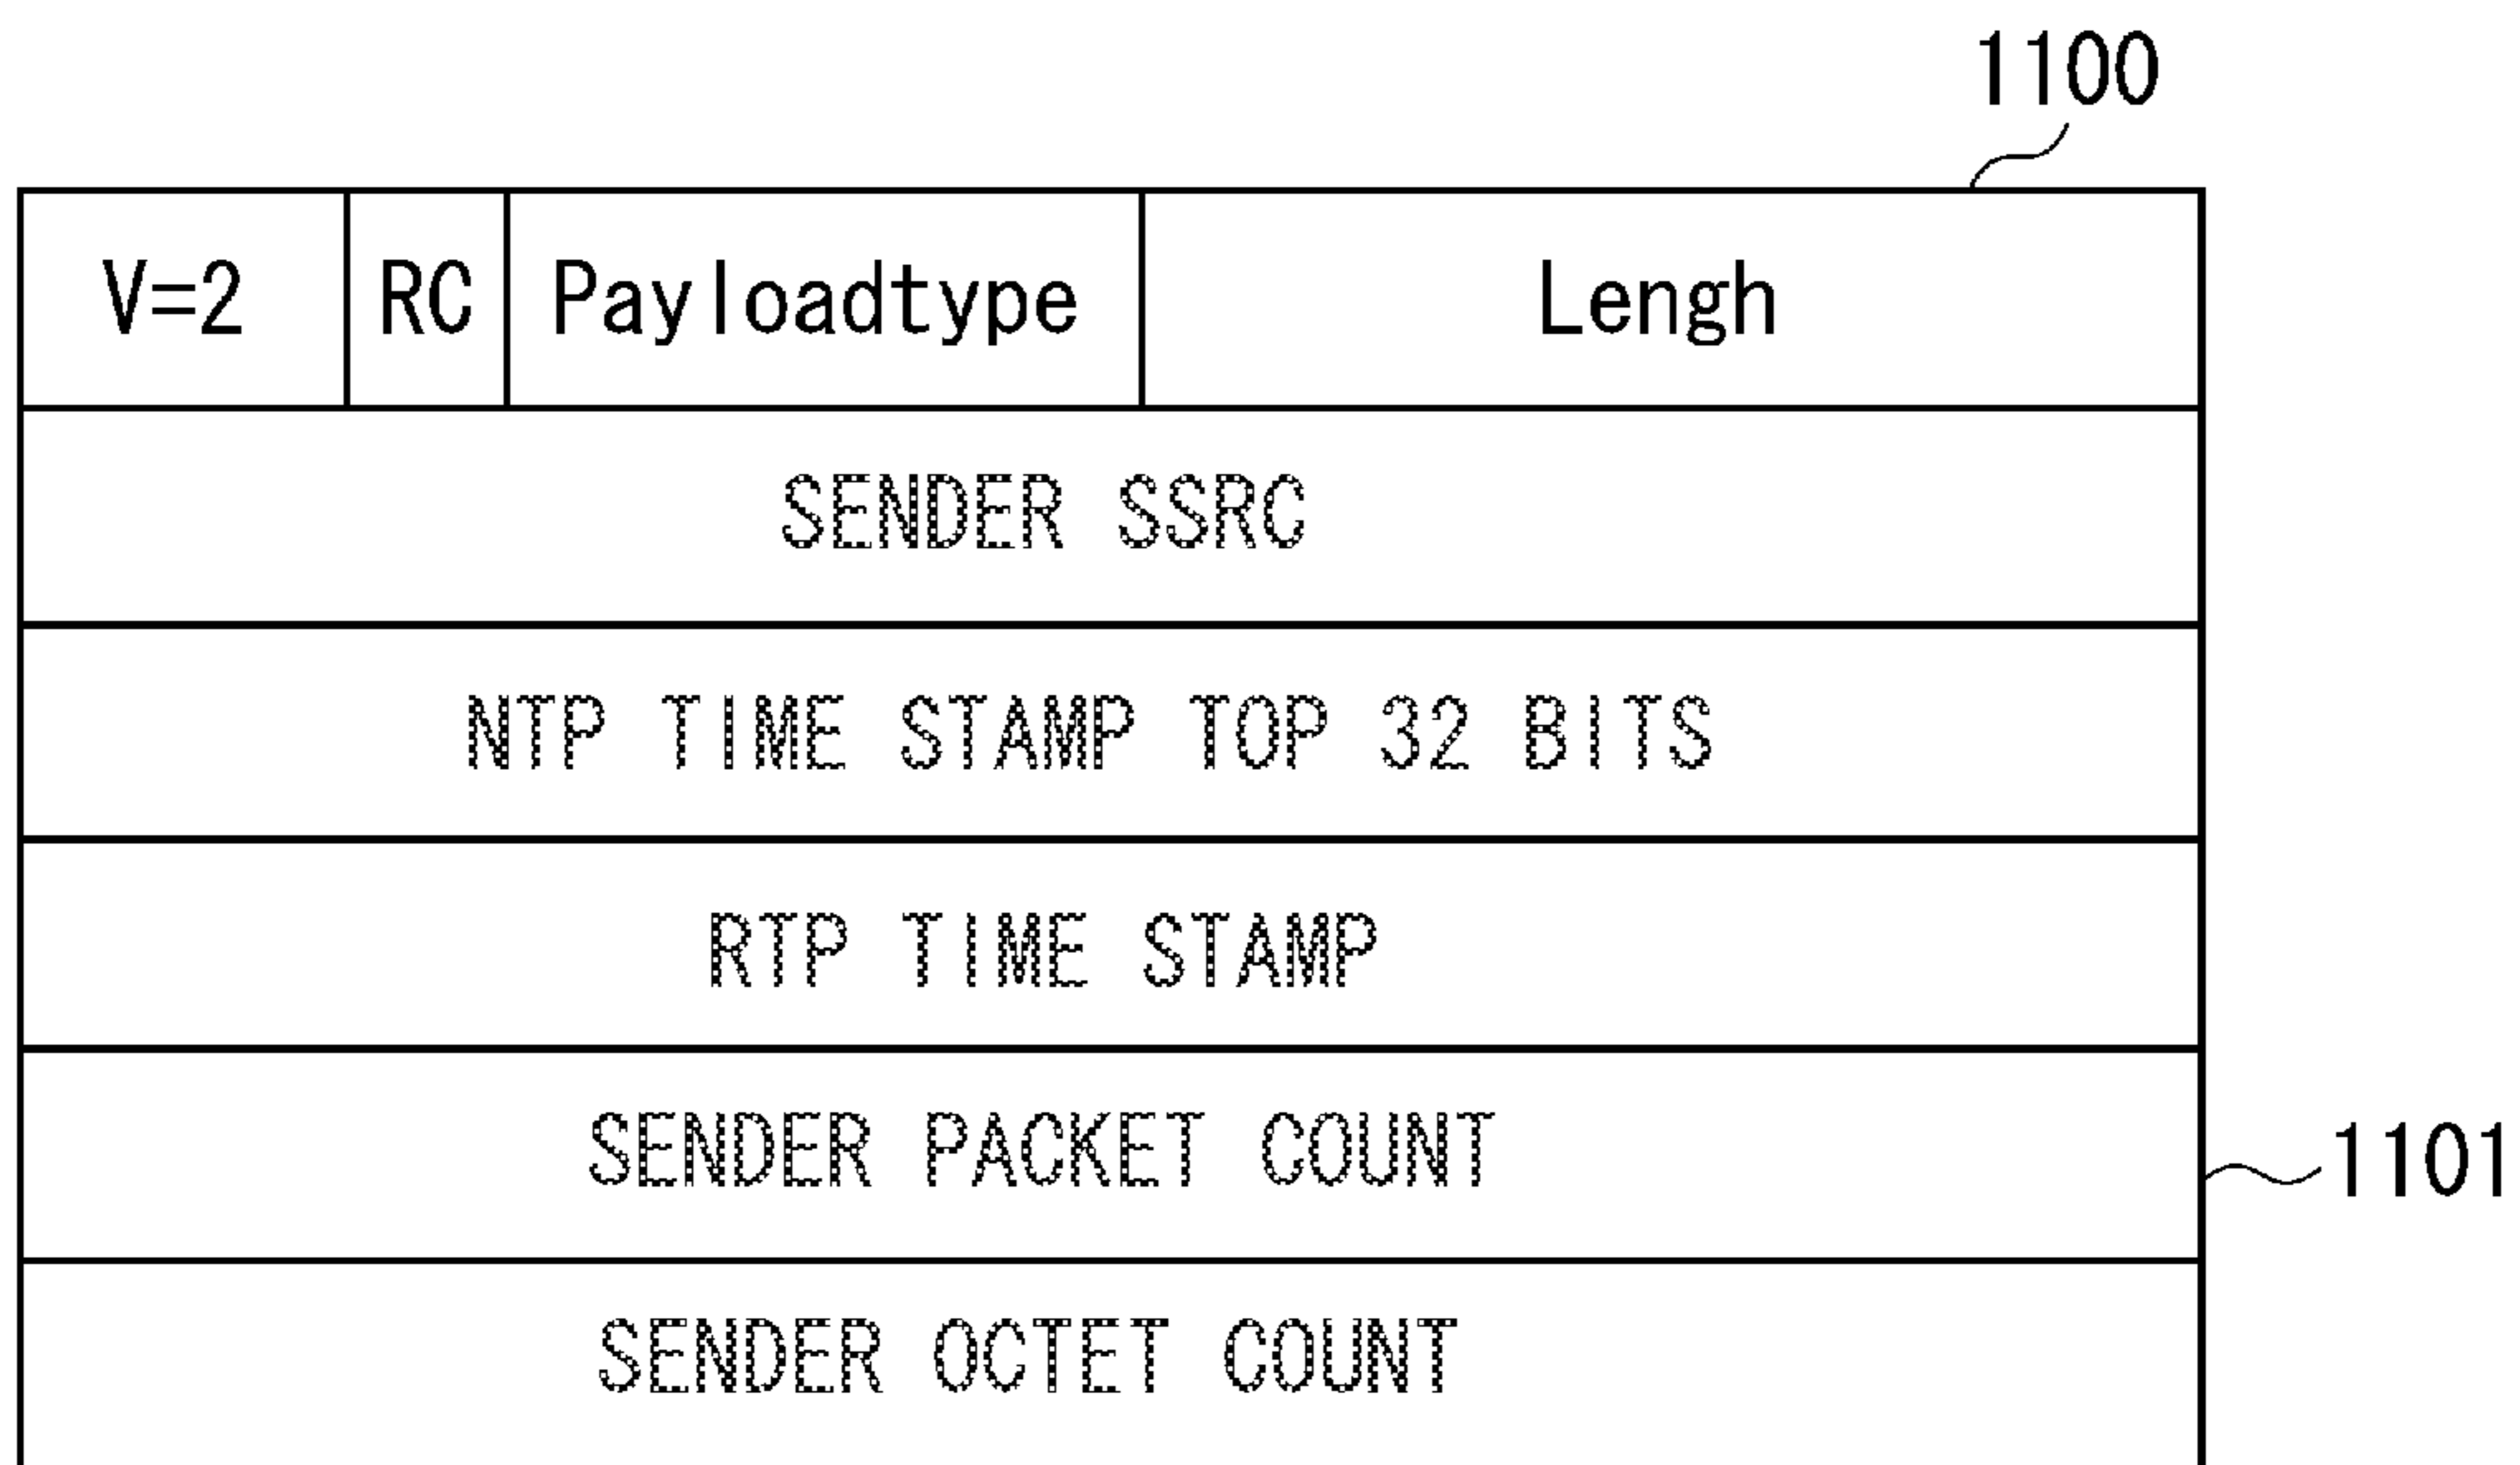 1100
V=2 RC Payloadtype Lengh
SENDER SSRC
NTP TIME STAMP TOP 32 BITS
RTP TIME STAMP
SENDER PACKET COUNT
1101
SENDER OCTET COUNT